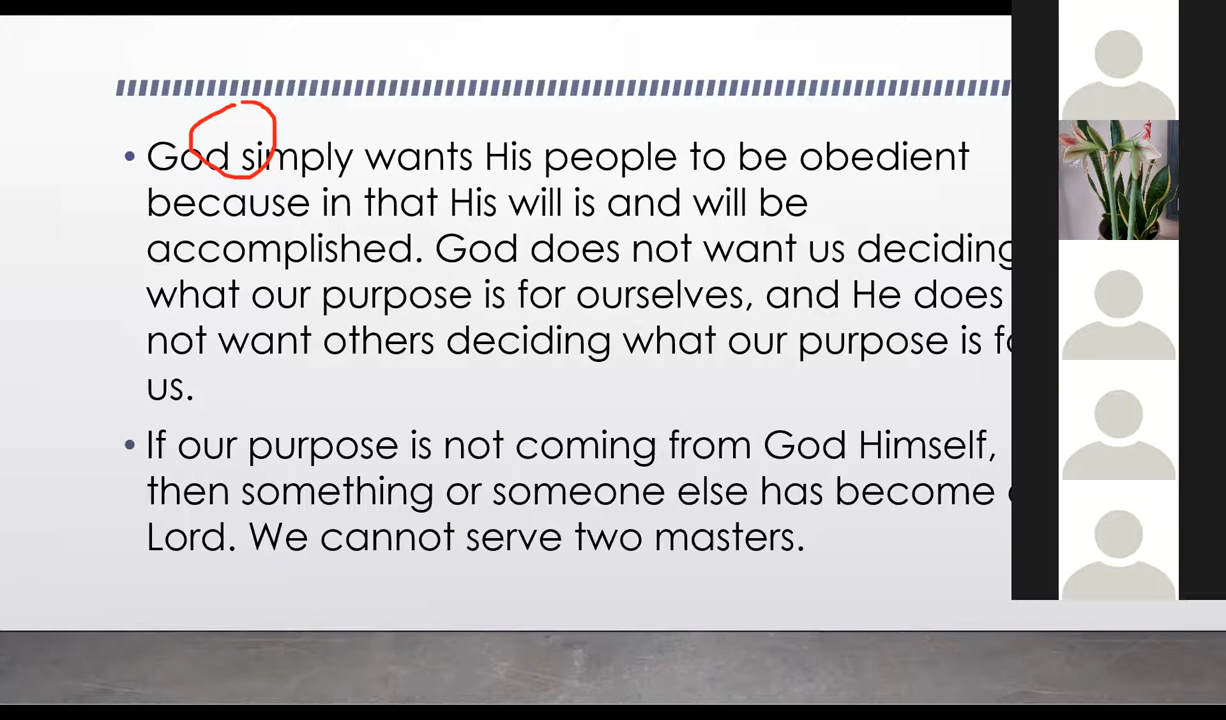 • God simply wants His people to be obedient
because in that His will is and will be
accomplished. God does not want us deciding
what our purpose is for ourselves, and He does
not want others deciding what our purpose is
us.
• If our purpose is not coming from God Himself,
then something or someone else has become
Lord. We cannot serve two masters.